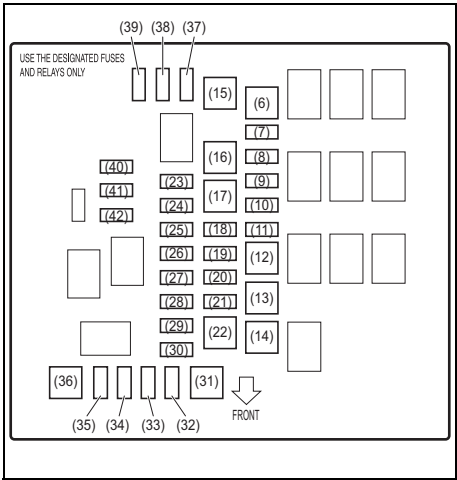 (39) (38) (37)
USE THE DESIGNATED FUSES
AND RELAYS ONLY
(15)
(6)
(7)
(16)
(8)
(40)
(23)
(9)
(41)
(17)
(24)
(10)
(42)
(25) (18) (11)
(26) (19) (12)
(27) (20)
(28) (21) (13)
(29) (22) (14)
(30)
(36) (31)
FRONT
(35) (34) (33) (32)